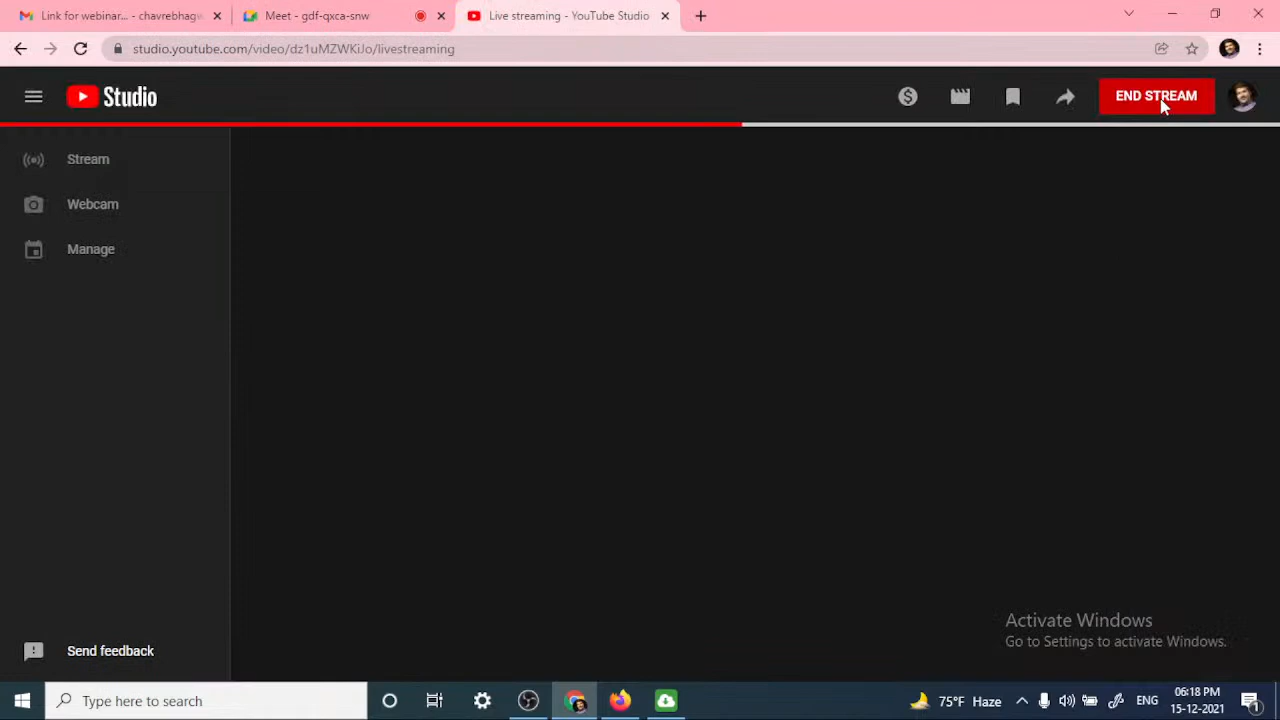 Link for webinar... - chavrebhagw
Meet - gdf-qxca-snw
Live streaming - YouTube Studio
studio.youtube.com/video/dz1uMZWKiJo/livestreaming
Studio
END STREAM
Stream
Webcam
Manage
Send feedback
Activate Windows
Go to Settings to activate Windows.
Type here to search
75°F Haze
ENG
06:18 PM
15-12-2021
1